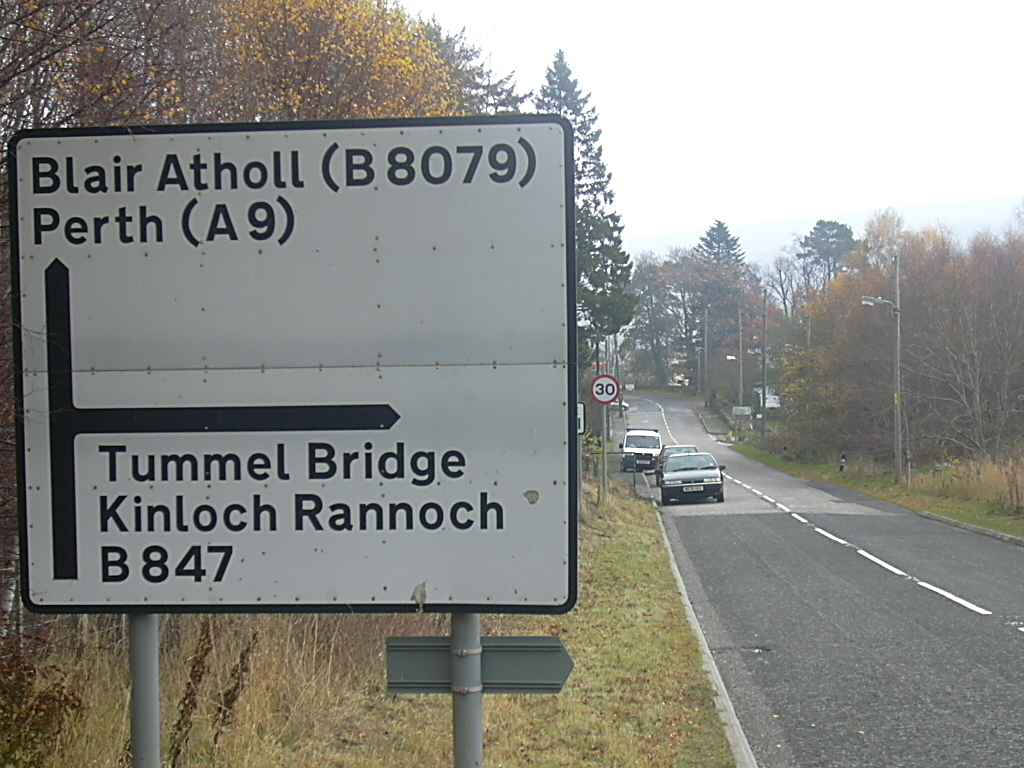 Blair Atholl (B 8079)
Perth (A 9)
Tummel Bridge
Kinloch Rannoch
B 847
30